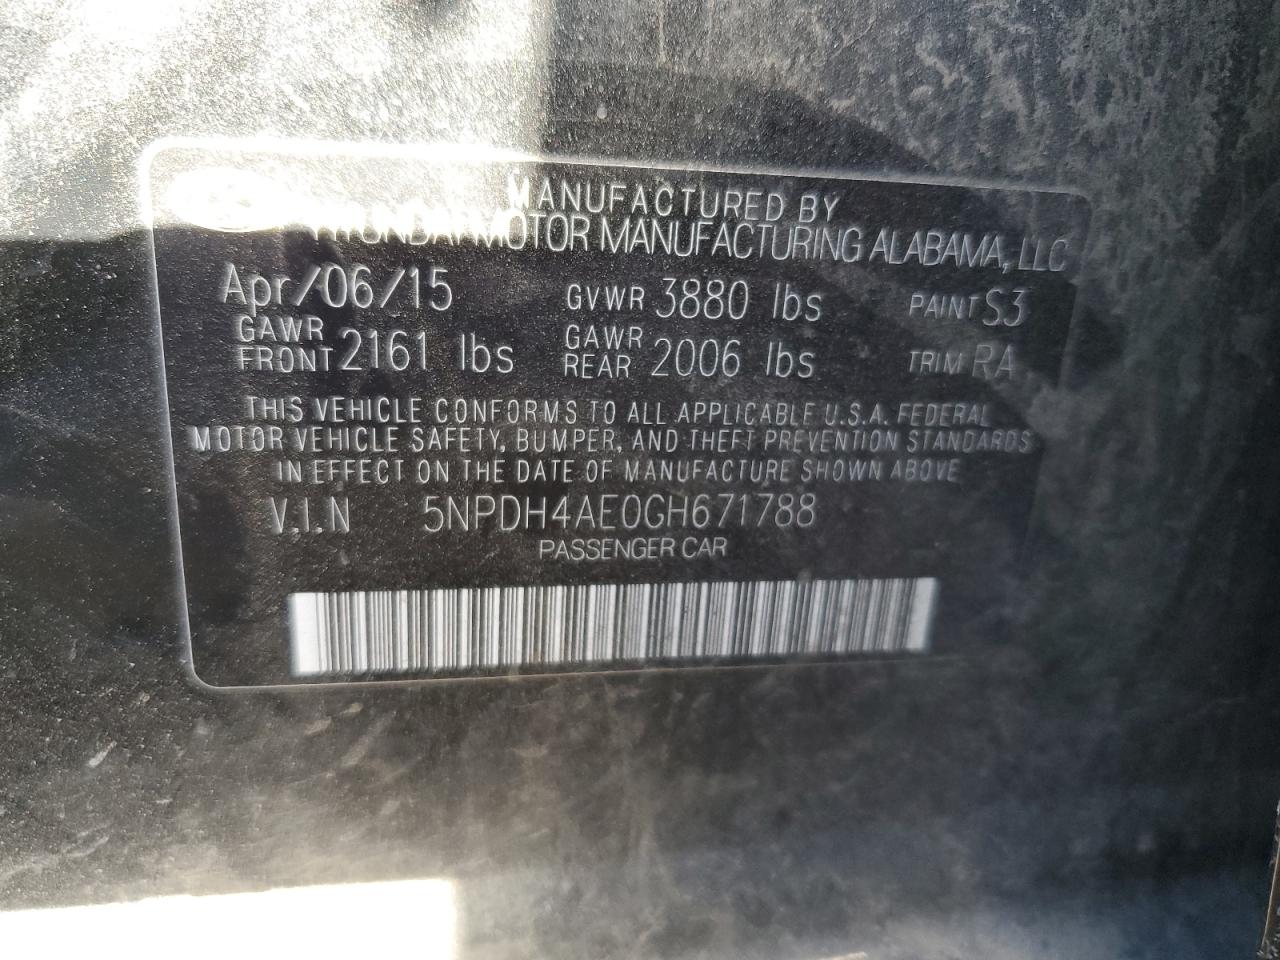 MANUFACTURED BY
HYUNDAI MOTOR MANUFACTURING ALABAMA, LLC
Apr/06/15 GVWR 3880 lbs PAINT S3
GAWR FRONT 2161 lbs GAWR REAR 2006 lbs TRIM RA
THIS VEHICLE CONFORMS TO ALL APPLICABLE U.S.A. FEDERAL
MOTOR VEHICLE SAFETY, BUMPER, AND THEFT PREVENTION STANDARDS
IN EFFECT ON THE DATE OF MANUFACTURE SHOWN ABOVE
V.I.N 5NPDH4AE0GH671788
PASSENGER CAR